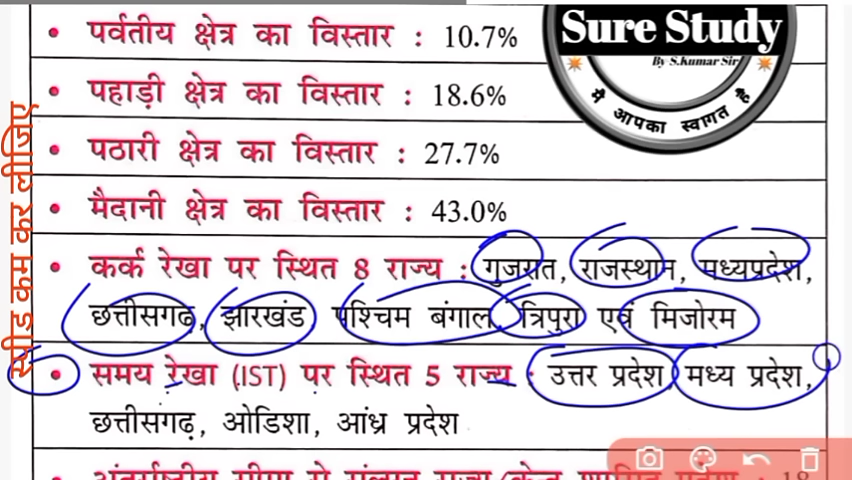 Sure Study
By S.Kumar Sir
मै आपका स्वागत है
स्पीड कम कर लीजिए
• पर्वतीय क्षेत्र का विस्तार : 10.7%
• पहाड़ी क्षेत्र का विस्तार : 18.6%
• पठारी क्षेत्र का विस्तार : 27.7%
• मैदानी क्षेत्र का विस्तार : 43.0%
• कर्क रेखा पर स्थित 8 राज्य : गुजरात, राजस्थान, मध्यप्रदेश,
छत्तीसगढ़, झारखंड पश्चिम बंगाल, त्रिपुरा एवं मिजोरम
• समय रेखा (IST) पर स्थित 5 राज्य : उत्तर प्रदेश, मध्य प्रदेश,
छत्तीसगढ़, ओडिशा, आंध्र प्रदेश